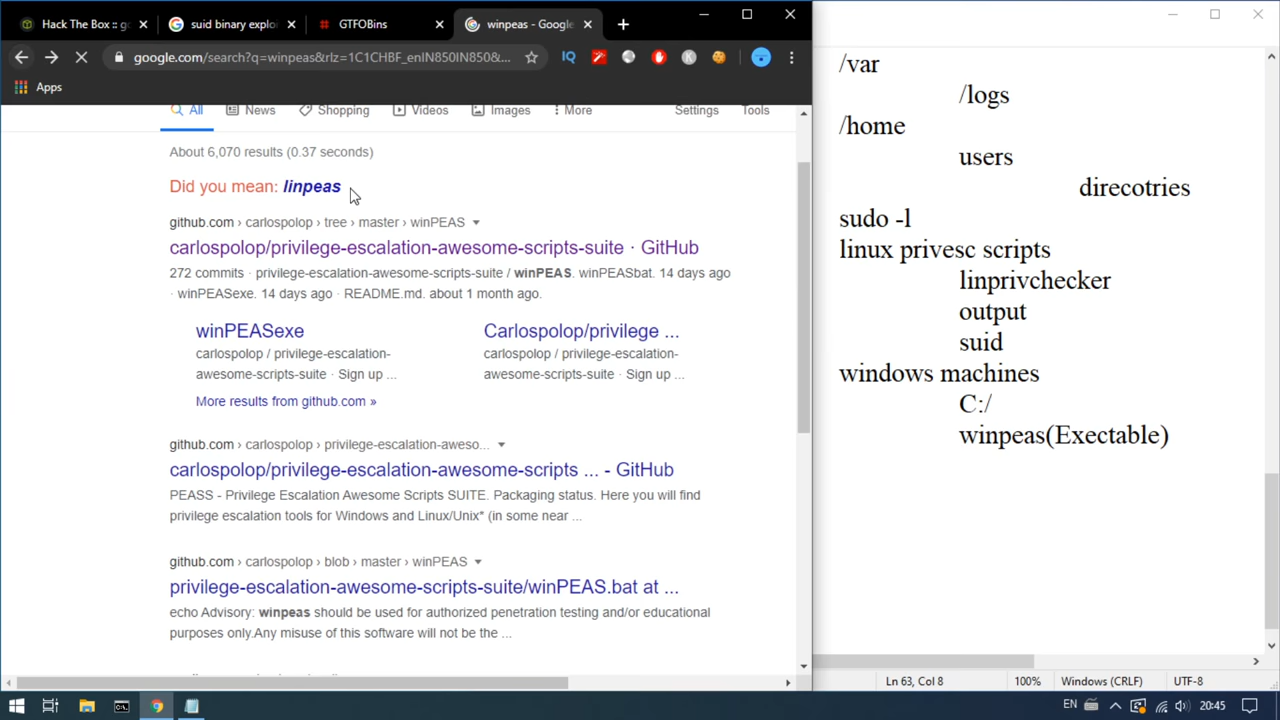 Hack The Box :: g
suid binary explo
GTFOBins
winpeas - Google
google.com/search?q=winpeas&rlz=1C1CHBF_enIN850IN850&...
Apps
All
News
Shopping
Videos
Images
More
Settings
Tools
About 6,070 results (0.37 seconds)
Did you mean: linpeas
github.com › carlospolop › tree › master › winPEAS
carlospolop/privilege-escalation-awesome-scripts-suite · GitHub
272 commits · privilege-escalation-awesome-scripts-suite / winPEAS. winPEASbat. 14 days ago
· winPEASexe. 14 days ago · README.md. about 1 month ago.
winPEASexe
carlospolop / privilege-escalation-
awesome-scripts-suite · Sign up ...
Carlospolop/privilege ...
carlospolop / privilege-escalation-
awesome-scripts-suite · Sign up ...
More results from github.com »
github.com › carlospolop › privilege-escalation-aweso...
carlospolop/privilege-escalation-awesome-scripts ... - GitHub
PEASS - Privilege Escalation Awesome Scripts SUITE. Packaging status. Here you will find
privilege escalation tools for Windows and Linux/Unix* (in some near ...
github.com › carlospolop › blob › master › winPEAS
privilege-escalation-awesome-scripts-suite/winPEAS.bat at ...
echo Advisory: winpeas should be used for authorized penetration testing and/or educational
purposes only.Any misuse of this software will not be the ...
/var
/logs
/home
users
direcotries
sudo -l
linux privesc scripts
linprivchecker
output
suid
windows machines
C:/
winpeas(Exectable)
Ln 63, Col 8
100%
Windows (CRLF)
UTF-8
EN
20:45